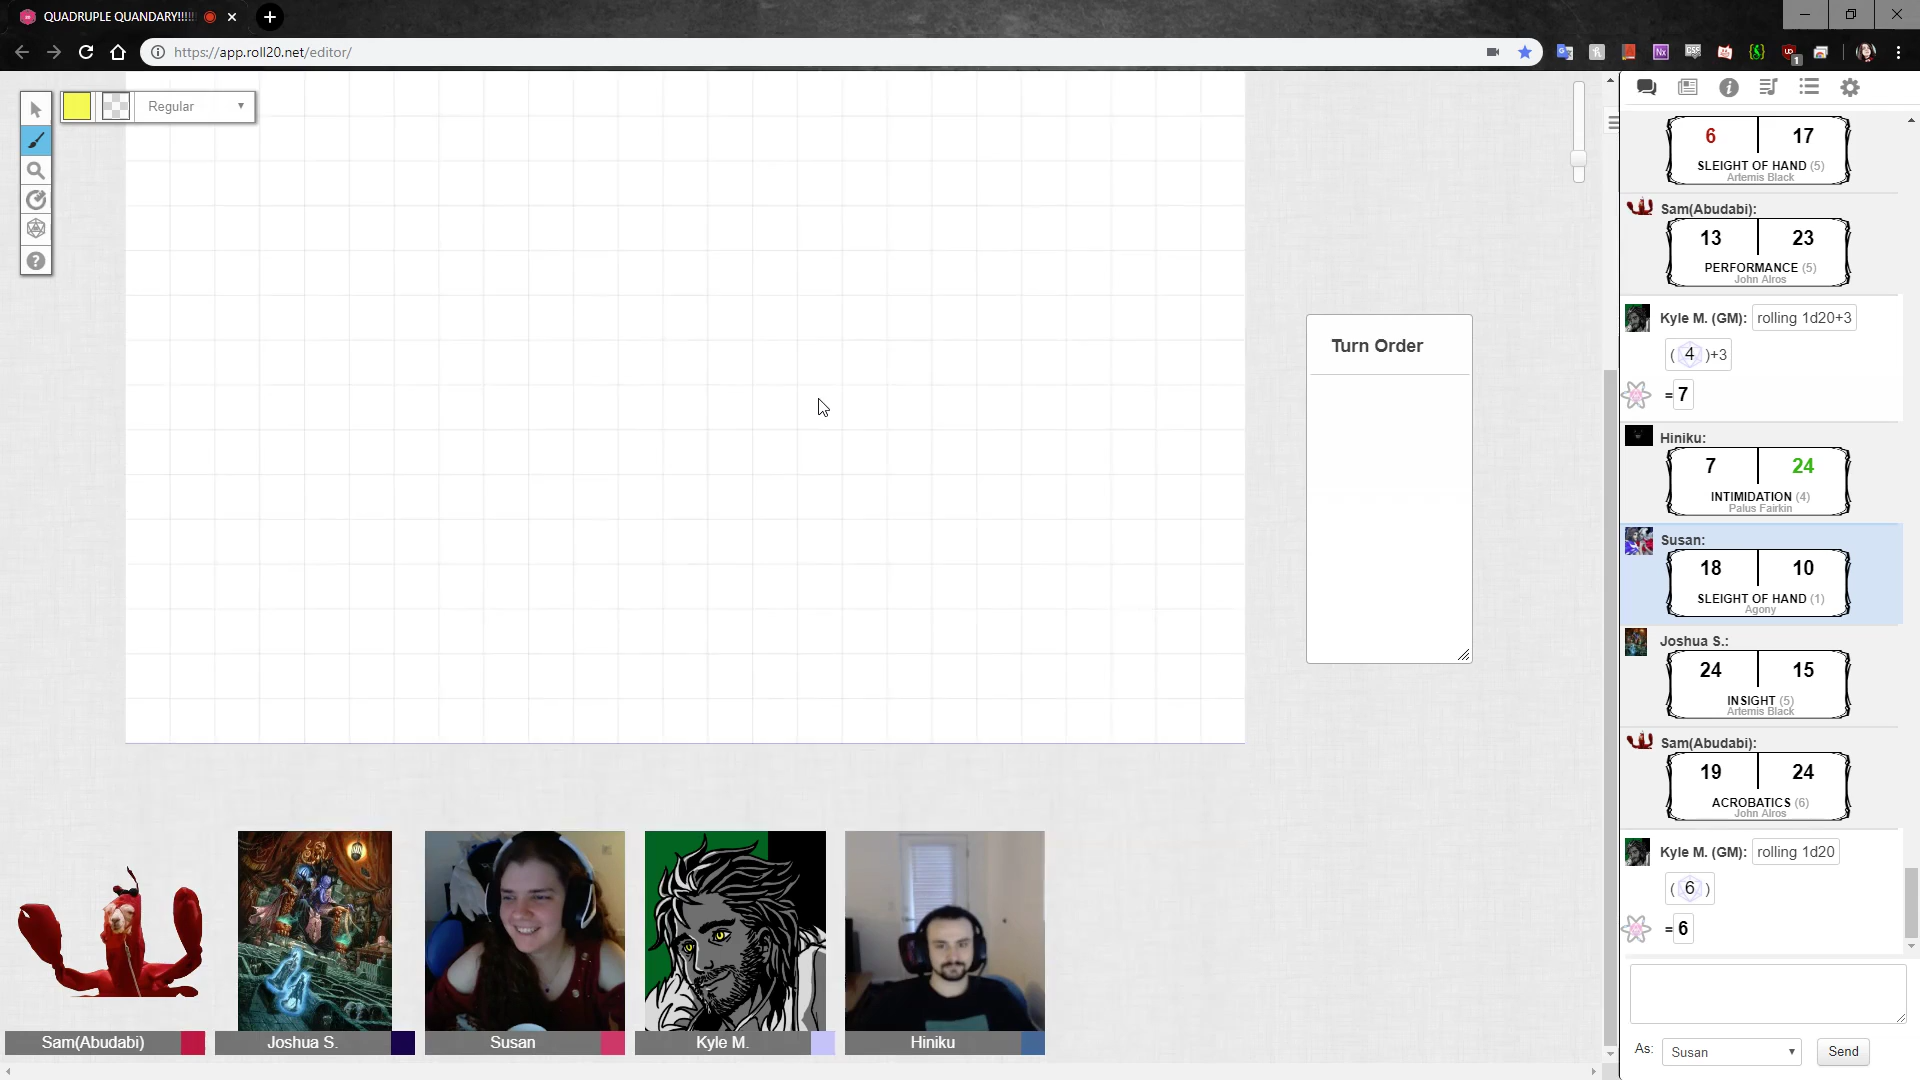 QUADRUPLE QUANDARY!!!!!
https://app.roll20.net/editor/
Regular
Turn Order
6 17
SLEIGHT OF HAND (5)
Artemis Black
Sam(Abudabi):
13 23
PERFORMANCE (5)
John Alros
Kyle M. (GM): rolling 1d20+3
(4)+3
=7
Hiniku:
7 24
INTIMIDATION (4)
Palus Fairkin
Susan:
18 10
SLEIGHT OF HAND (1)
Agony
Joshua S.:
24 15
INSIGHT (5)
Artemis Black
Sam(Abudabi):
19 24
ACROBATICS (6)
John Alros
Kyle M. (GM): rolling 1d20
(6)
=6
As: Susan Send
Sam(Abudabi) Joshua S. Susan Kyle M. Hiniku